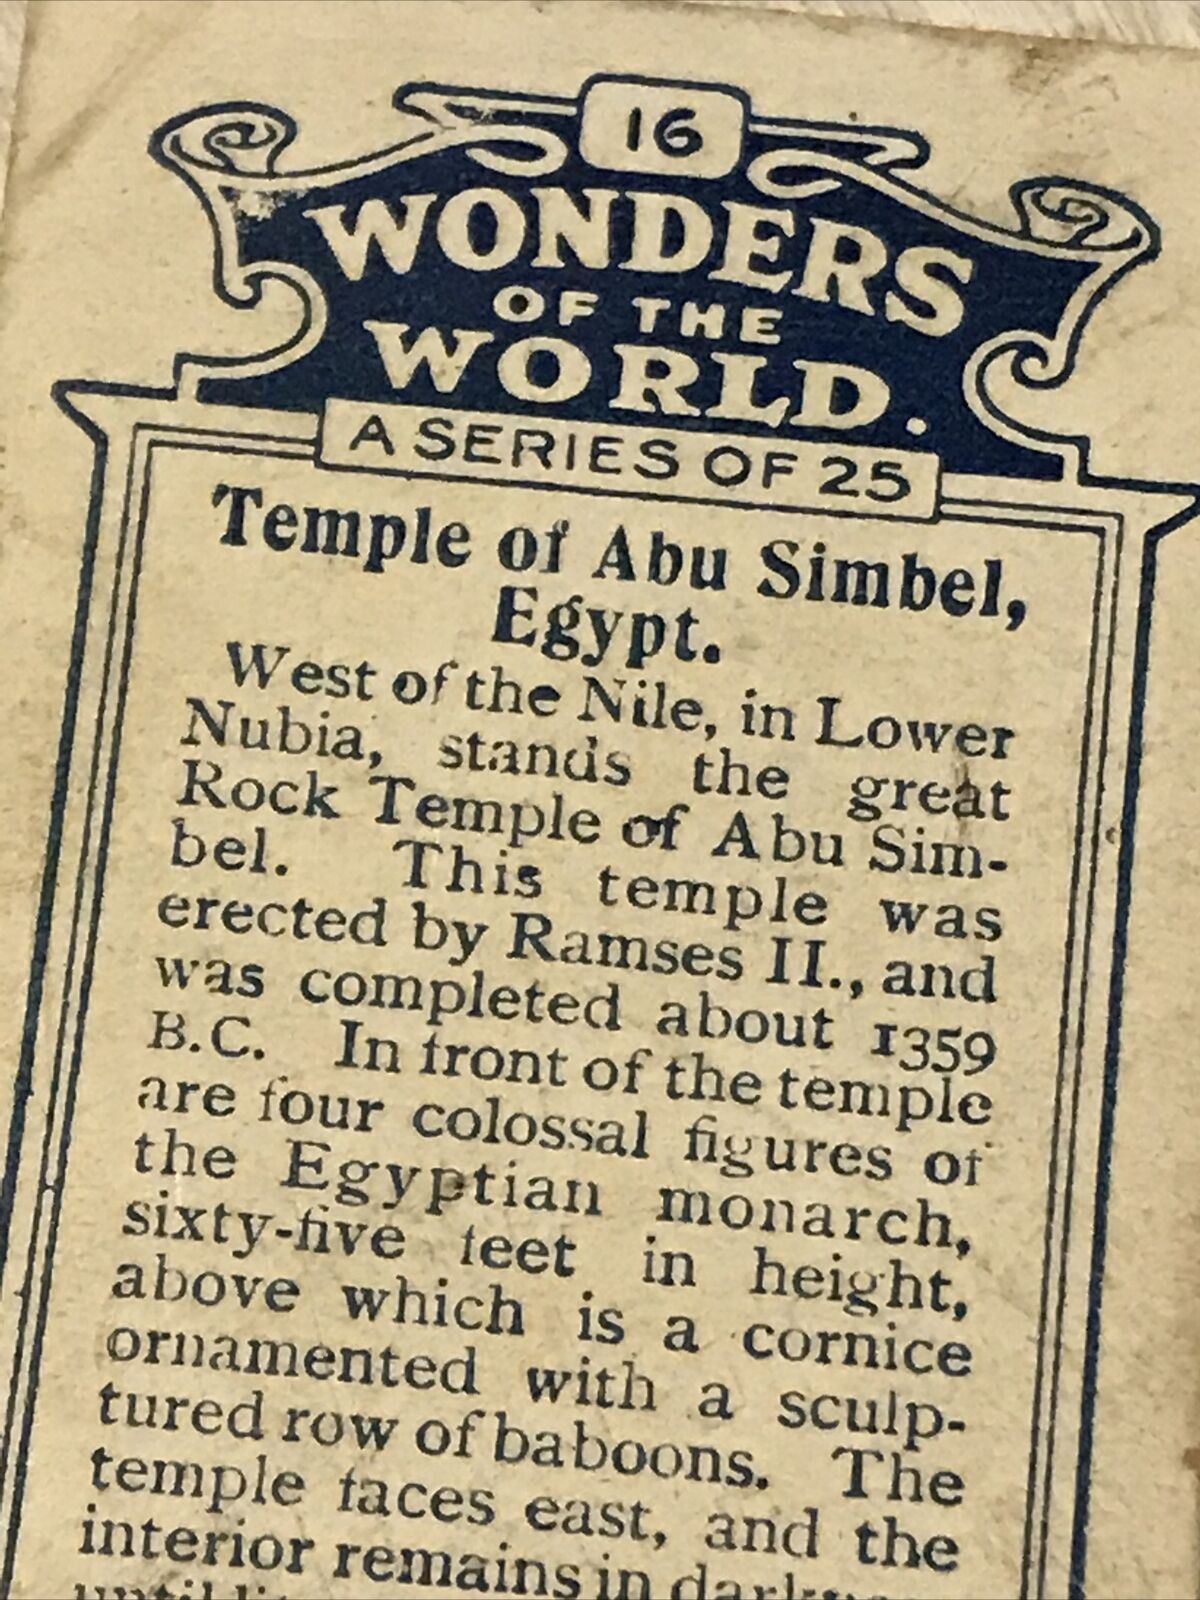 16
WONDERS
OF THE
WORLD.
A SERIES OF 25
Temple of Abu Simbel,
Egypt.
West of the Nile, in Lower
Nubia, stands the great
Rock Temple of Abu Sim-
bel. This temple was
erected by Ramses II., and
was completed about 1359
B.C. In front of the temple
are four colossal figures of
the Egyptian monarch,
sixty-five feet in height,
above which is a cornice
ornamented with a sculp-
tured row of baboons. The
temple faces east, and the
interior remains in
until